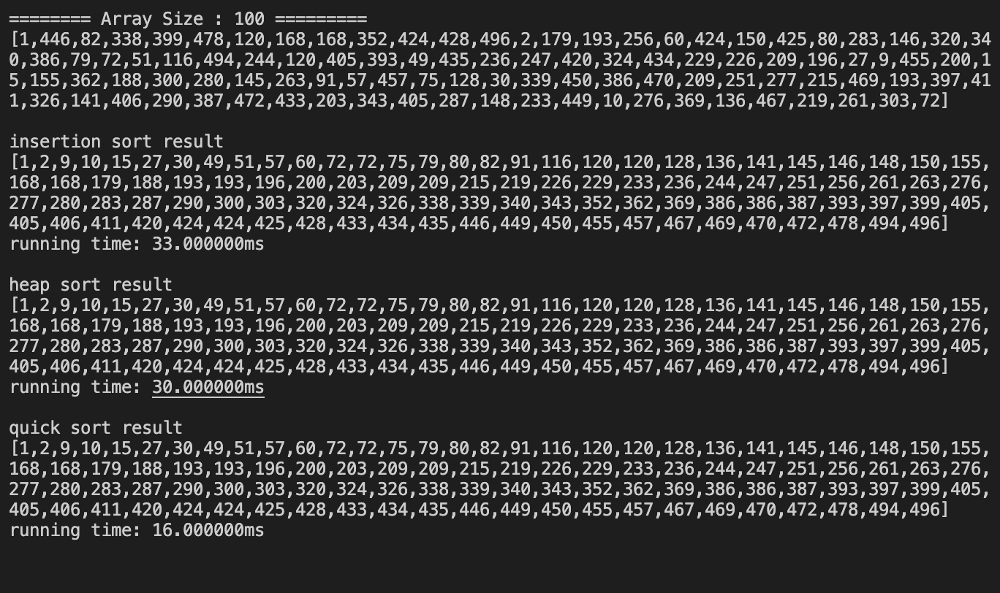 ======== Array Size : 100 =========
[1,446,82,338,399,478,120,168,168,352,424,428,496,2,179,193,256,60,424,150,425,80,283,146,320,34
0,386,79,72,51,116,494,244,120,405,393,49,435,236,247,420,324,434,229,226,209,196,27,9,455,200,1
5,155,362,188,300,280,145,263,91,57,457,75,128,30,339,450,386,470,209,251,277,215,469,193,397,41
1,326,141,406,290,387,472,433,203,343,405,287,148,233,449,10,276,369,136,467,219,261,303,72]
insertion sort result
[1,2,9,10,15,27,30,49,51,57,60,72,72,75,79,80,82,91,116,120,120,128,136,141,145,146,148,150,155,
168,168,179,188,193,193,196,200,203,209,209,215,219,226,229,233,236,244,247,251,256,261,263,276,
277,280,283,287,290,300,303,320,324,326,338,339,340,343,352,362,369,386,386,387,393,397,399,405,
405,406,411,420,424,424,425,428,433,434,435,446,449,450,455,457,467,469,470,472,478,494,496]
running time: 33.000000ms
heap sort result
[1,2,9,10,15,27,30,49,51,57,60,72,72,75,79,80,82,91,116,120,120,128,136,141,145,146,148,150,155,
168,168,179,188,193,193,196,200,203,209,209,215,219,226,229,233,236,244,247,251,256,261,263,276,
277,280,283,287,290,300,303,320,324,326,338,339,340,343,352,362,369,386,386,387,393,397,399,405,
405,406,411,420,424,424,425,428,433,434,435,446,449,450,455,457,467,469,470,472,478,494,496]
running time: 30.000000ms
quick sort result
[1,2,9,10,15,27,30,49,51,57,60,72,72,75,79,80,82,91,116,120,120,128,136,141,145,146,148,150,155,
168,168,179,188,193,193,196,200,203,209,209,215,219,226,229,233,236,244,247,251,256,261,263,276,
277,280,283,287,290,300,303,320,324,326,338,339,340,343,352,362,369,386,386,387,393,397,399,405,
405,406,411,420,424,424,425,428,433,434,435,446,449,450,455,457,467,469,470,472,478,494,496]
running time: 16.000000ms